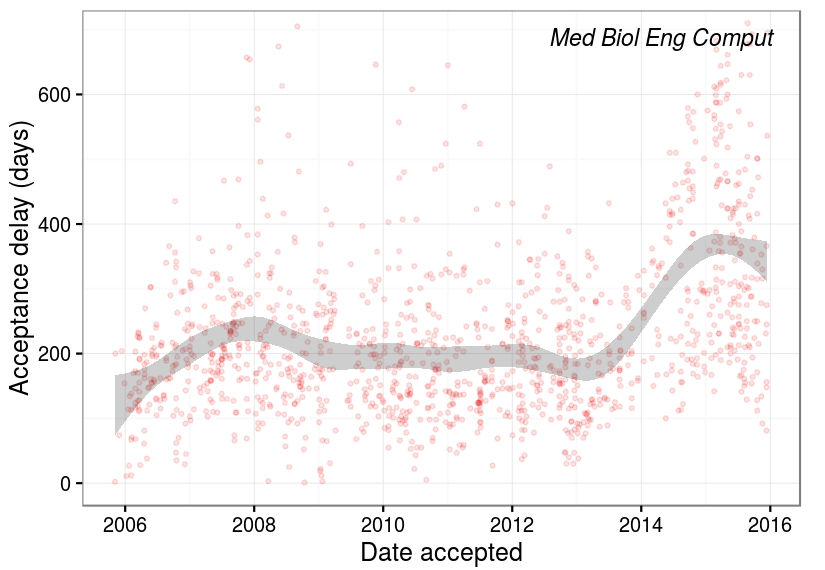 Med Biol Eng Comput
Acceptance delay (days)
600
400
200
0
2006 2008 2010 2012 2014 2016
Date accepted